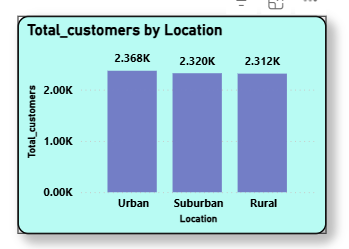 Total_customers by Location
2.368K 2.320K 2.312K
2.00K
1.00K
0.00K
Total_customers
Urban Suburban Rural
Location